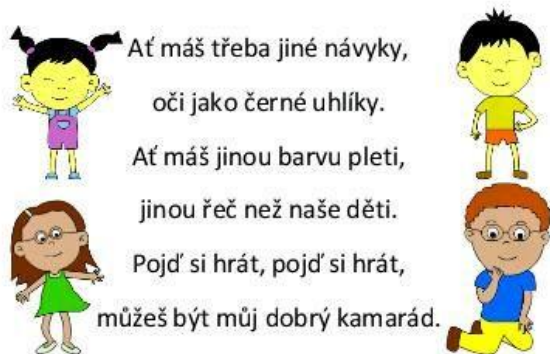 Ať máš třeba jiné návyky,
oči jako černé uhlíky.
Ať máš jinou barvu pleti,
jinou řeč než naše děti.
Pojď si hrát, pojď si hrát,
můžeš být můj dobrý kamarád.